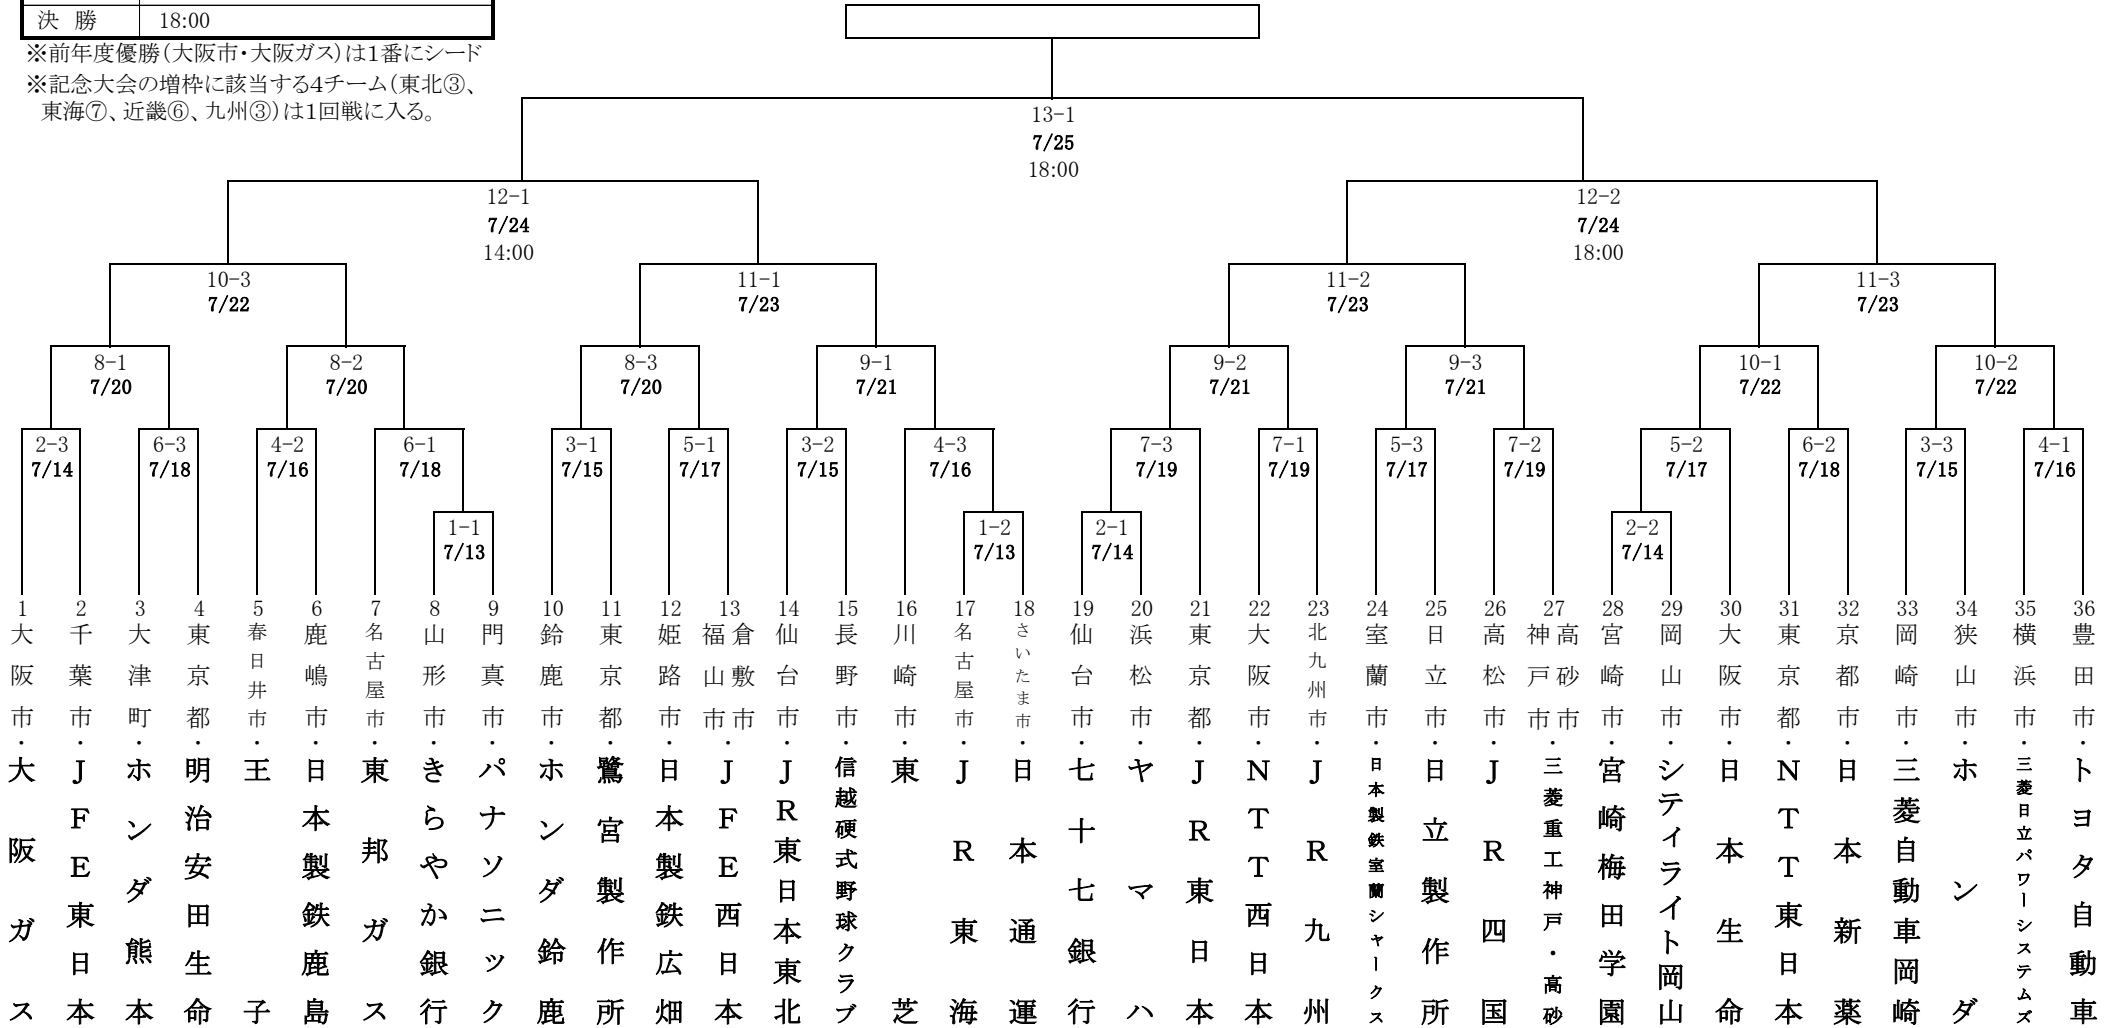 決 勝 18:00
※前年度優勝(大阪市・大阪ガス)は1番にシード
※記念大会の増枠に該当する4チーム(東北③、
東海⑦、近畿⑥、九州③)は1回戦に入る。
13-1
7/25
18:00
12-1
7/24
14:00
12-2
7/24
18:00
10-3
7/22
11-1
7/23
11-2
7/23
11-3
7/23
8-1
7/20
8-2
7/20
8-3
7/20
9-1
7/21
9-2
7/21
9-3
7/21
10-1
7/22
10-2
7/22
2-3
7/14
6-3
7/18
4-2
7/16
6-1
7/18
3-1
7/15
5-1
7/17
3-2
7/15
4-3
7/16
7-3
7/19
7-1
7/19
5-3
7/17
7-2
7/19
5-2
7/17
6-2
7/18
3-3
7/15
4-1
7/16
1-1
7/13
1-2
7/13
2-1
7/14
2-2
7/14
1 大阪市・大阪ガス
2 千葉市・JFE東日本
3 大津町・ホンダ熊本
4 東京都・明治安田生命
5 春日井市・王子
6 鹿嶋市・日本製鉄鹿島
7 名古屋市・東邦ガス
8 山形市・きらやか銀行
9 門真市・パナソニック
10 鈴鹿市・ホンダ鈴鹿
11 東京都・鷺宮製作所
12 姫路市・日本製鉄広畑
13 倉敷市福山市・JFE西日本
14 仙台市・JR東日本東北
15 長野市・信越硬式野球クラブ
16 川崎市・東芝
17 名古屋市・JR東海
18 さいたま市・日本通運
19 仙台市・七十七銀行
20 浜松市・ヤマハ
21 東京都・JR東日本
22 大阪市・NTT西日本
23 北九州市・JR九州
24 室蘭市・日本製鉄室蘭シャークス
25 日立市・日立製作所
26 高松市・JR四国
27 高砂市神戸市・三菱重工神戸・高砂
28 宮崎市・宮崎梅田学園
29 岡山市・シティライト岡山
30 大阪市・日本生命
31 東京都・NTT東日本
32 京都市・日本新薬
33 岡崎市・三菱自動車岡崎
34 狭山市・ホンダ
35 横浜市・三菱日立パワーシステムズ
36 豊田市・トヨタ自動車